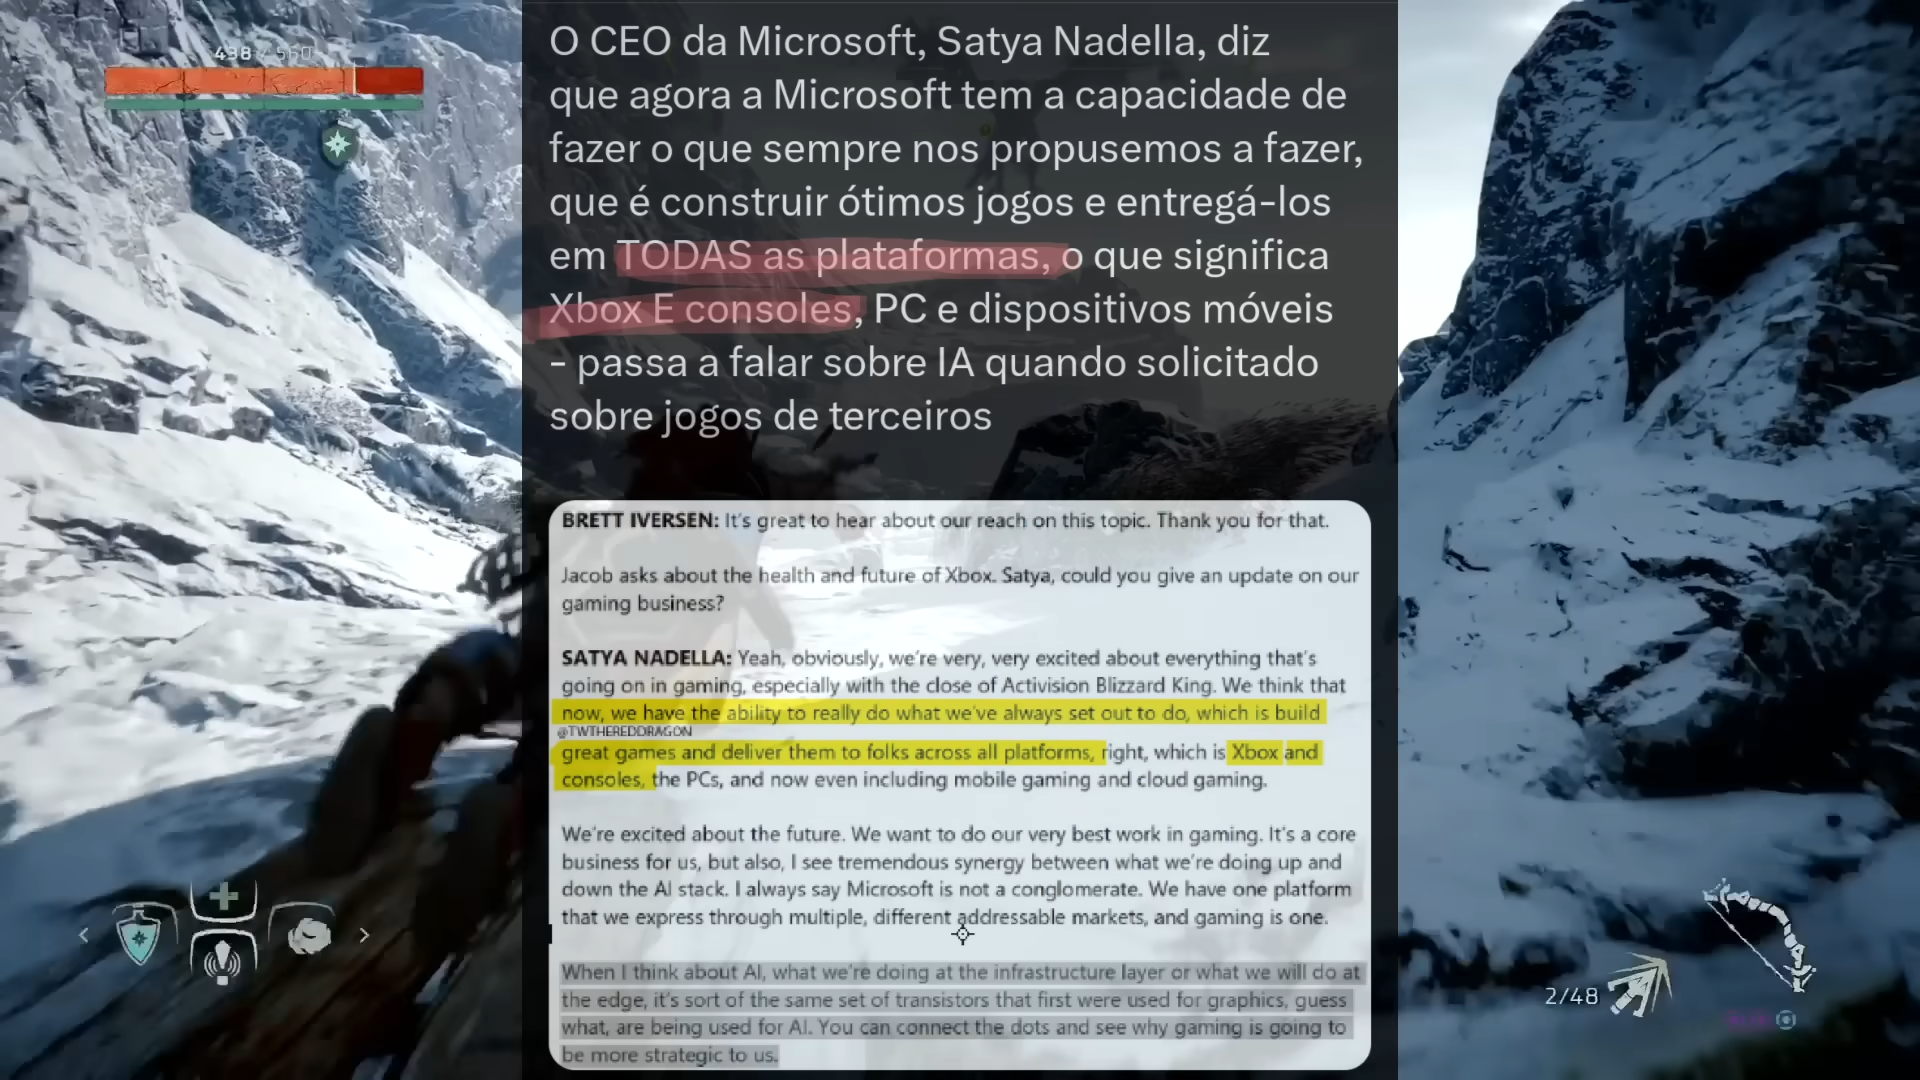 438 / 560
O CEO da Microsoft, Satya Nadella, diz
que agora a Microsoft tem a capacidade de
fazer o que sempre nos propusemos a fazer,
que é construir ótimos jogos e entregá-los
em TODAS as plataformas, o que significa
Xbox E consoles, PC e dispositivos móveis
- passa a falar sobre IA quando solicitado
sobre jogos de terceiros
BRETT IVERSEN: It's great to hear about our reach on this topic. Thank you for that.
Jacob asks about the health and future of Xbox. Satya, could you give an update on our
gaming business?
SATYA NADELLA: Yeah, obviously, we're very, very excited about everything that's
going on in gaming, especially with the close of Activision Blizzard King. We think that
now, we have the ability to really do what we've always set out to do, which is build
@TWTHEREDDRAGON
great games and deliver them to folks across all platforms, right, which is Xbox and
consoles, the PCs, and now even including mobile gaming and cloud gaming.
We're excited about the future. We want to do our very best work in gaming. It's a core
business for us, but also, I see tremendous synergy between what we're doing up and
down the AI stack. I always say Microsoft is not a conglomerate. We have one platform
that we express through multiple, different addressable markets, and gaming is one.
When I think about AI, what we're doing at the infrastructure layer or what we will do at
the edge, it's sort of the same set of transistors that first were used for graphics, guess
what, are being used for AI. You can connect the dots and see why gaming is going to
be more strategic to us.
2/48